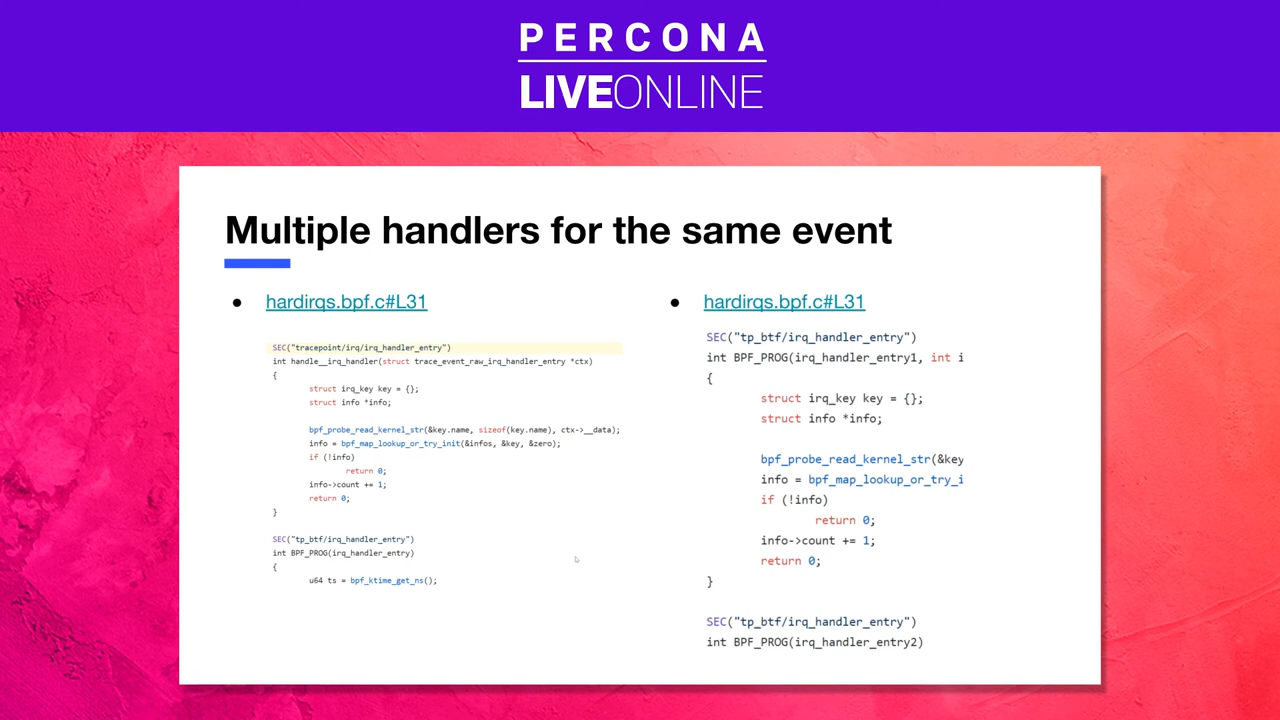 PERCONA
LIVEONLINE
Multiple handlers for the same event
● hardirqs.bpf.c#L31
SEC("tracepoint/irq/irq_handler_entry")
int handle__irq_handler(struct trace_event_raw_irq_handler_entry *ctx)
{
struct irq_key key = {};
struct info *info;
bpf_probe_read_kernel_str(&key.name, sizeof(key.name), ctx->__data);
info = bpf_map_lookup_or_try_init(&infos, &key, &zero);
if (!info)
return 0;
info->count += 1;
return 0;
}
SEC("tp_btf/irq_handler_entry")
int BPF_PROG(irq_handler_entry)
{
u64 ts = bpf_ktime_get_ns();
● hardirqs.bpf.c#L31
SEC("tp_btf/irq_handler_entry")
int BPF_PROG(irq_handler_entry1, int i
{
struct irq_key key = {};
struct info *info;
bpf_probe_read_kernel_str(&key
info = bpf_map_lookup_or_try_i
if (!info)
return 0;
info->count += 1;
return 0;
}
SEC("tp_btf/irq_handler_entry")
int BPF_PROG(irq_handler_entry2)